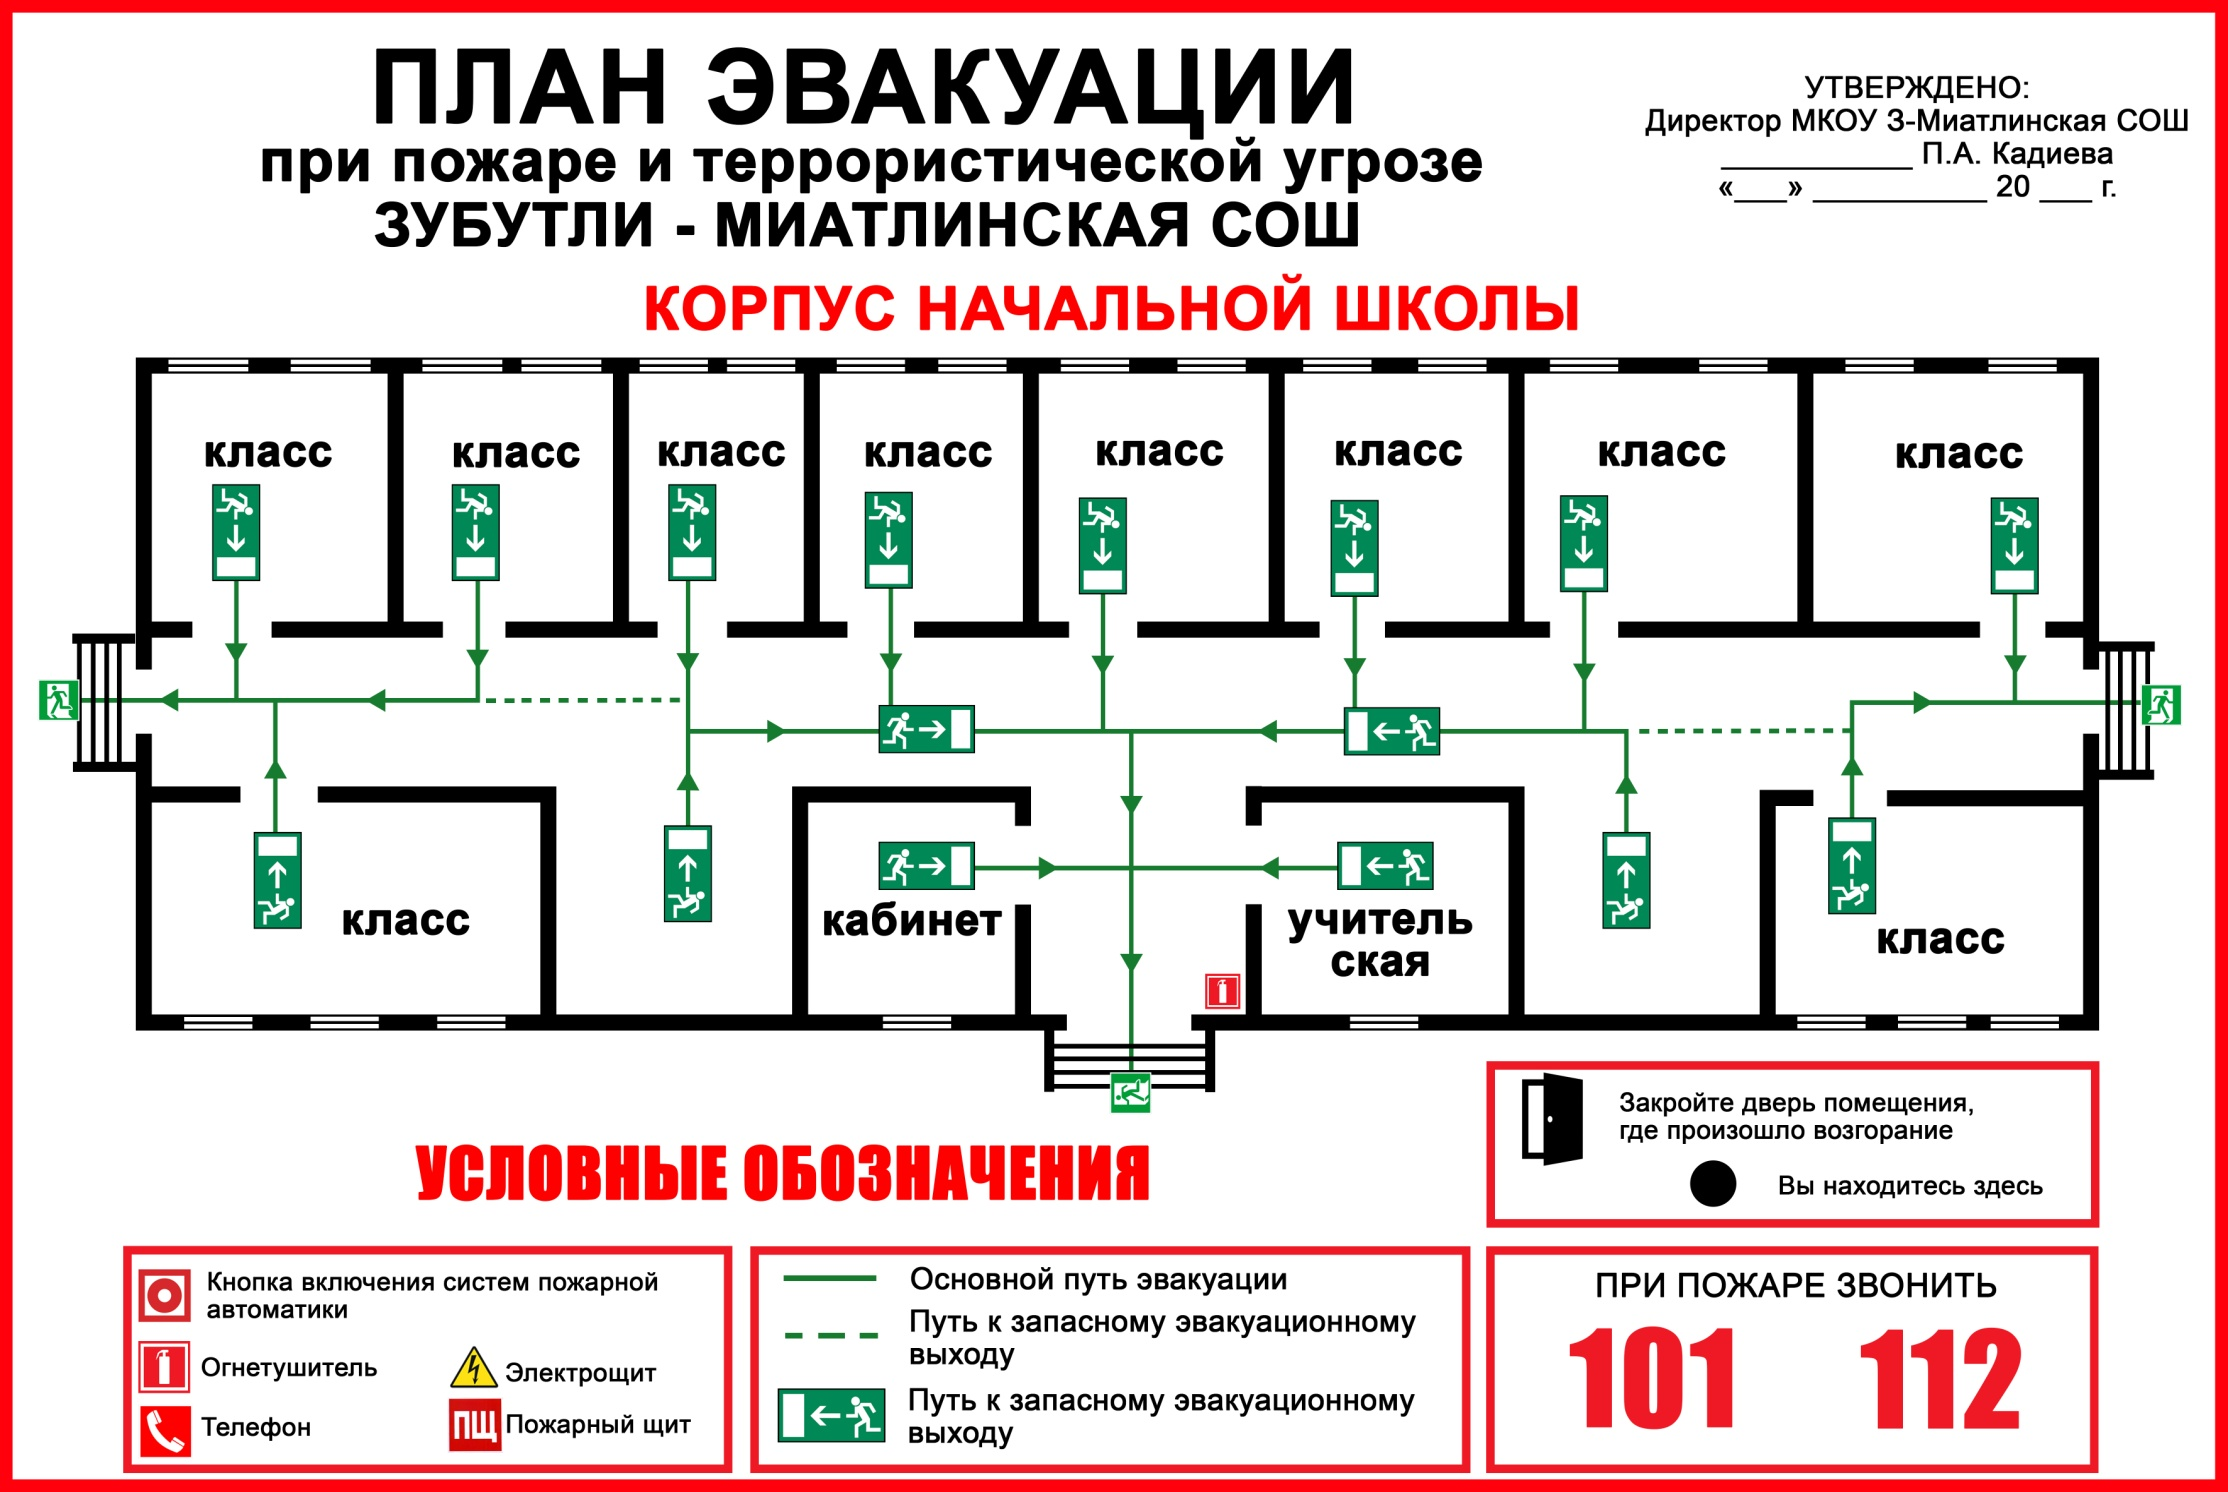 ПЛАН ЭВАКУАЦИИ
при пожаре и террористической угрозе
ЗУБУТЛИ - МИАТЛИНСКАЯ СОШ
УТВЕРЖДЕНО:
Директор МКОУ З-Миатлинская СОШ
____________ П.А. Кадиева
«___» ___________ 20 ___ г.
КОРПУС НАЧАЛЬНОЙ ШКОЛЫ
класс класс класс класс класс класс класс класс
класс
кабинет
учитель
ская
класс
УСЛОВНЫЕ ОБОЗНАЧЕНИЯ
Закройте дверь помещения,
где произошло возгорание
Вы находитесь здесь
Кнопка включения систем пожарной
автоматики
Огнетушитель
Электрощит
Телефон
ПЩ Пожарный щит
Основной путь эвакуации
Путь к запасному эвакуационному
выходу
Путь к запасному эвакуационному
выходу
ПРИ ПОЖАРЕ ЗВОНИТЬ
101 112